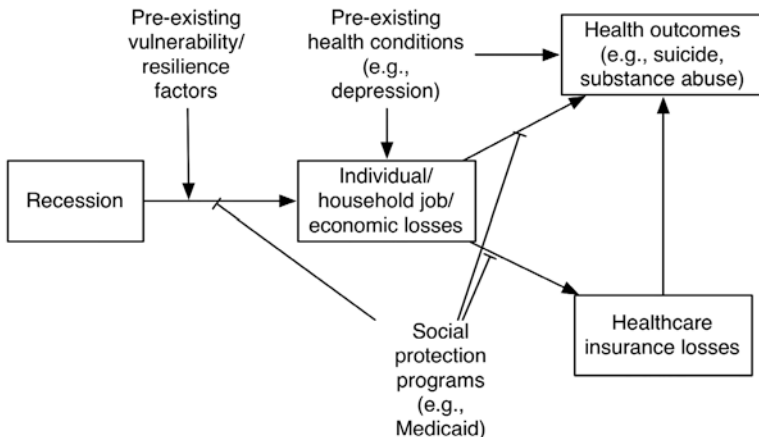 Pre-existing
vulnerability/
resilience
factors
Pre-existing
health conditions
(e.g.,
depression)
Health outcomes
(e.g., suicide,
substance abuse)
Recession
Individual/
household job/
economic losses
Social
protection
programs
(e.g.,
Medicaid)
Healthcare
insurance losses